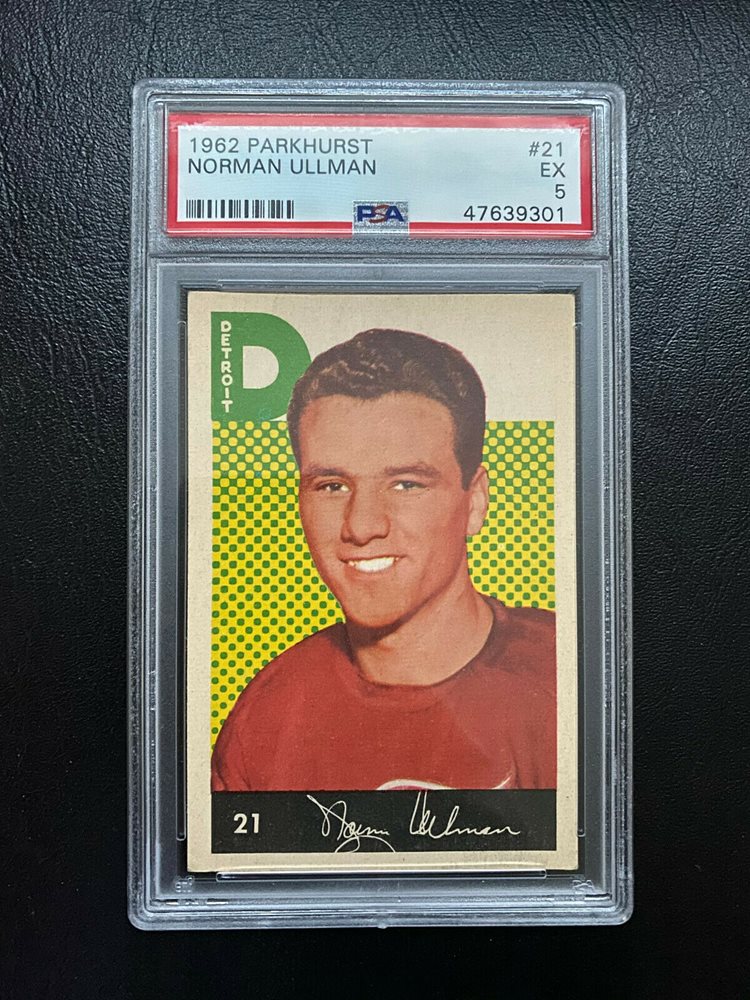 1962 PARKHURST #21
NORMAN ULLMAN EX
5
PSA 47639301
DETROIT
D
21 Norm Ullman